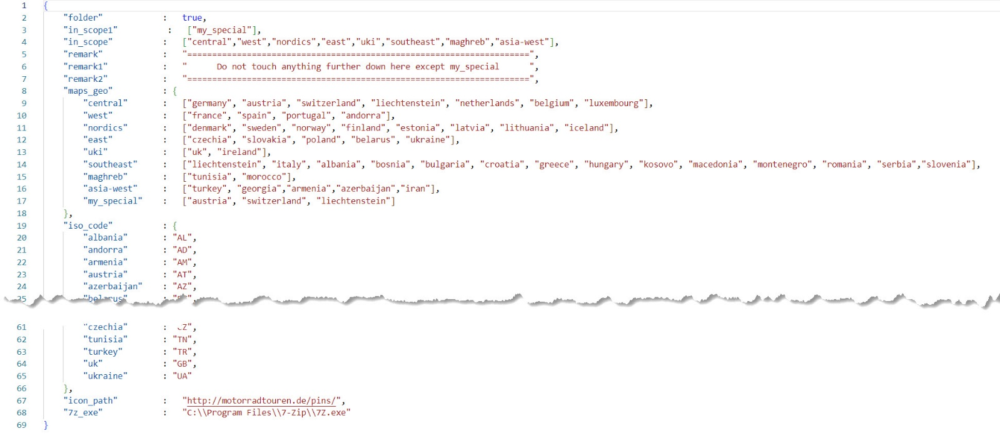 1 {
2 "folder" : true,
3 "in_scope1" : ["my_special"],
4 "in_scope" : ["central","west","nordics","east","uki","southeast","maghreb","asia-west"],
5 "remark" : "=====================================================================",
6 "remark1" : " Do not touch anything further down here except my_special ",
7 "remark2" : "=====================================================================",
8 "maps_geo" : {
9 "central" : ["germany", "austria", "switzerland", "liechtenstein", "netherlands", "belgium", "luxembourg"],
10 "west" : ["france", "spain", "portugal", "andorra"],
11 "nordics" : ["denmark", "sweden", "norway", "finland", "estonia", "latvia", "lithuania", "iceland"],
12 "east" : ["czechia", "slovakia", "poland", "belarus", "ukraine"],
13 "uki" : ["uk", "ireland"],
14 "southeast" : ["liechtenstein", "italy", "albania", "bosnia", "bulgaria", "croatia", "greece", "hungary", "kosovo", "macedonia", "montenegro", "romania", "serbia","slovenia"],
15 "maghreb" : ["tunisia", "morocco"],
16 "asia-west" : ["turkey", "georgia","armenia","azerbaijan","iran"],
17 "my_special" : ["austria", "switzerland", "liechtenstein"]
18 },
19 "iso_code" : {
20 "albania" : "AL",
21 "andorra" : "AD",
22 "armenia" : "AM",
23 "austria" : "AT",
24 "azerbaijan" : "AZ",
25 "belarus" :
61 "czechia" : Z",
62 "tunisia" : "TN",
63 "turkey" : "TR",
64 "uk" : "GB",
65 "ukraine" : "UA"
66 },
67 "icon_path" : "http://motorradtouren.de/pins/",
68 "7z_exe" : "C:\\Program Files\\7-Zip\\7Z.exe"
69 }